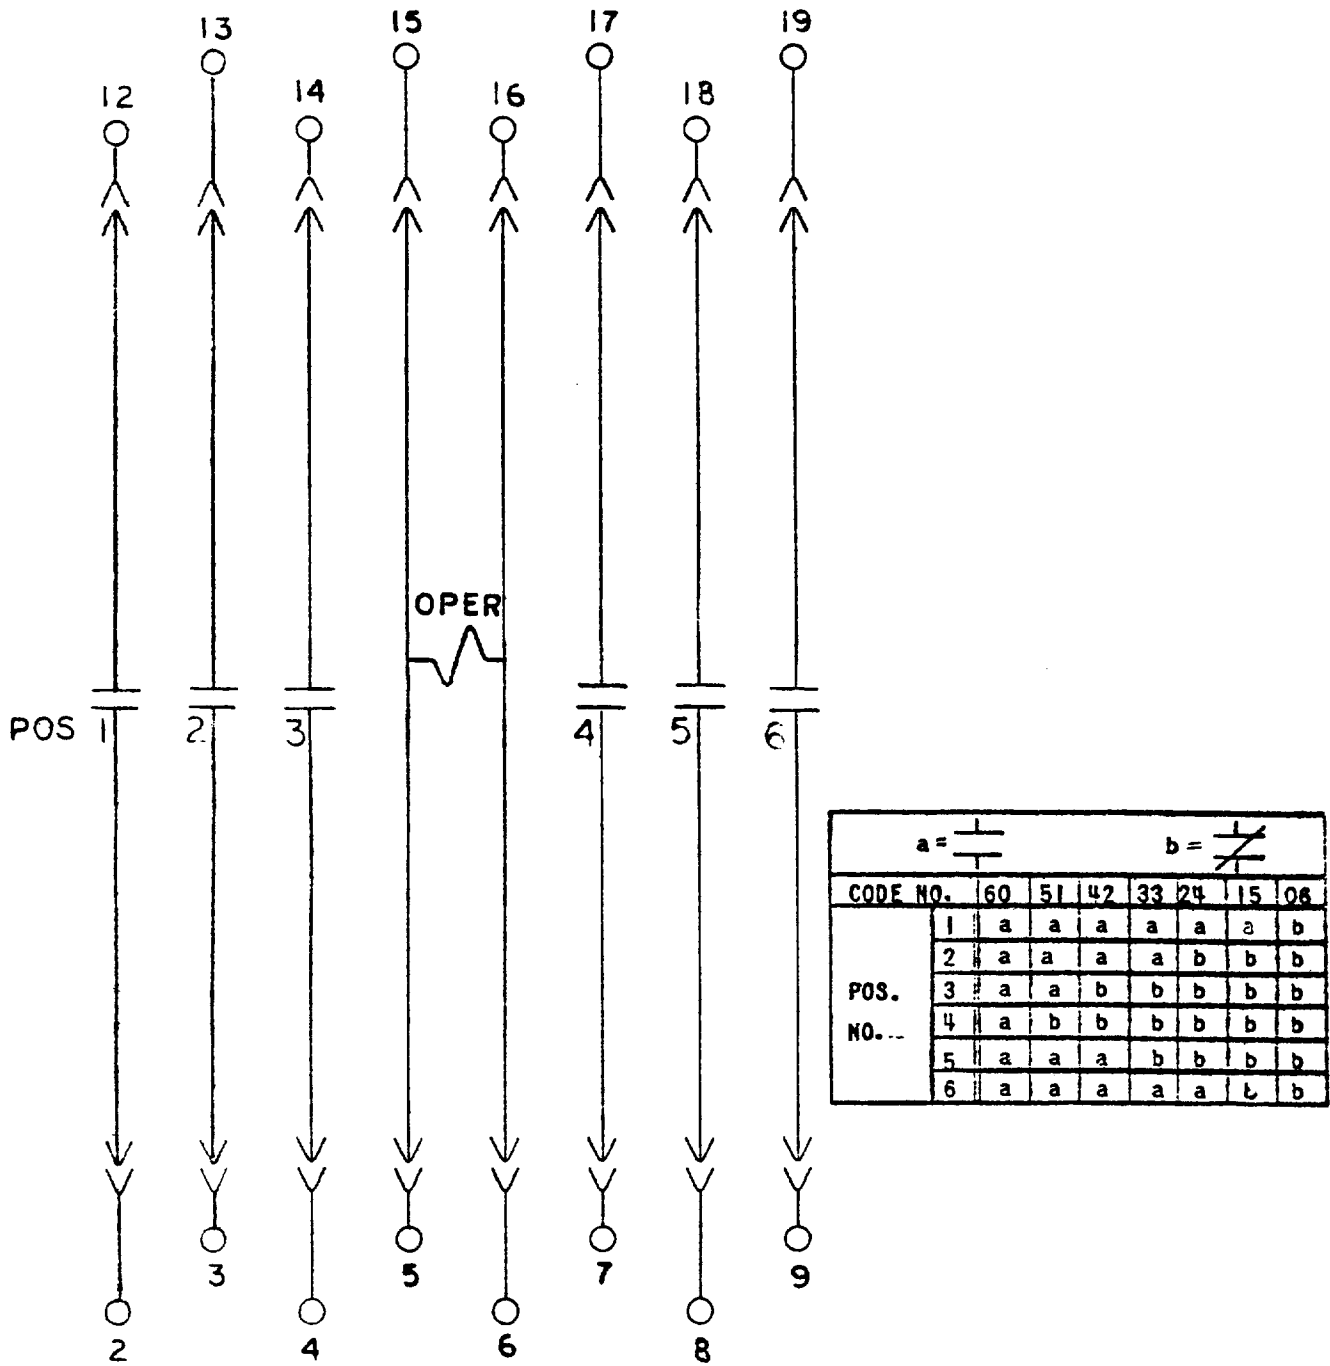 13 15 17 19
12 14 16 18
OPER
POS 1 2 3 4 5 6
a = b =
CODE NO. 60 51 42 33 24 15 06
1 a a a a a a b
2 a a a a b b b
POS. 3 a a b b b b b
NO. 4 a b b b b b b
5 a a a b b b b
6 a a a a a b b
3 5 7 9
2 4 6 8